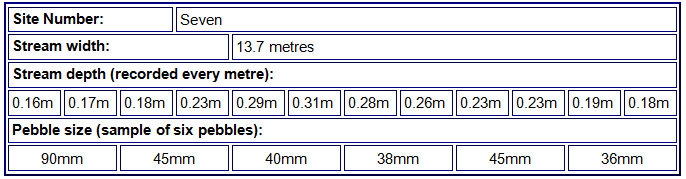 Site Number: Seven
Stream width: 13.7 metres
Stream depth (recorded every metre):
0.16m 0.17m 0.18m 0.23m 0.29m 0.31m 0.28m 0.26m 0.23m 0.23m 0.19m 0.18m
Pebble size (sample of six pebbles):
90mm 45mm 40mm 38mm 45mm 36mm